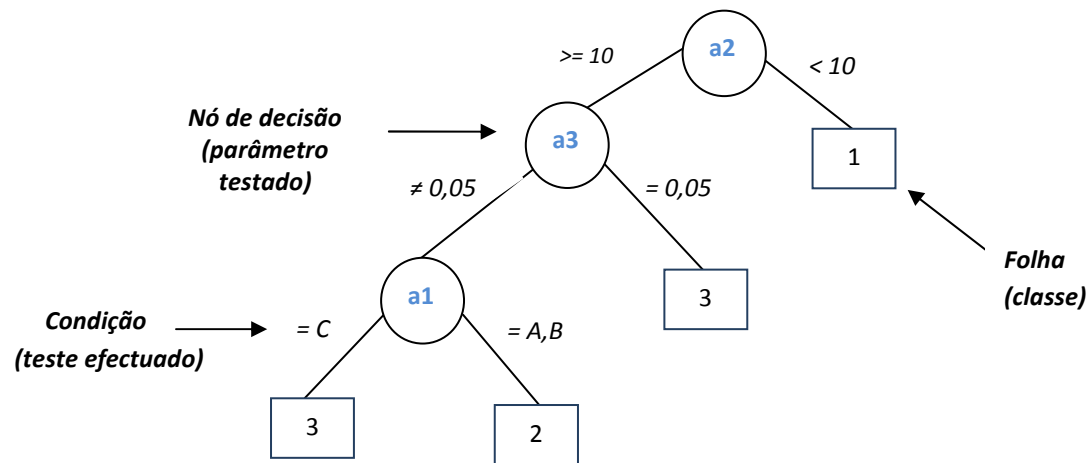 a2
>= 10
< 10
Nó de decisão
(parâmetro
testado)
a3
1
≠ 0,05
= 0,05
Folha
(classe)
a1
3
Condição
(teste efectuado)
= C
= A,B
3
2